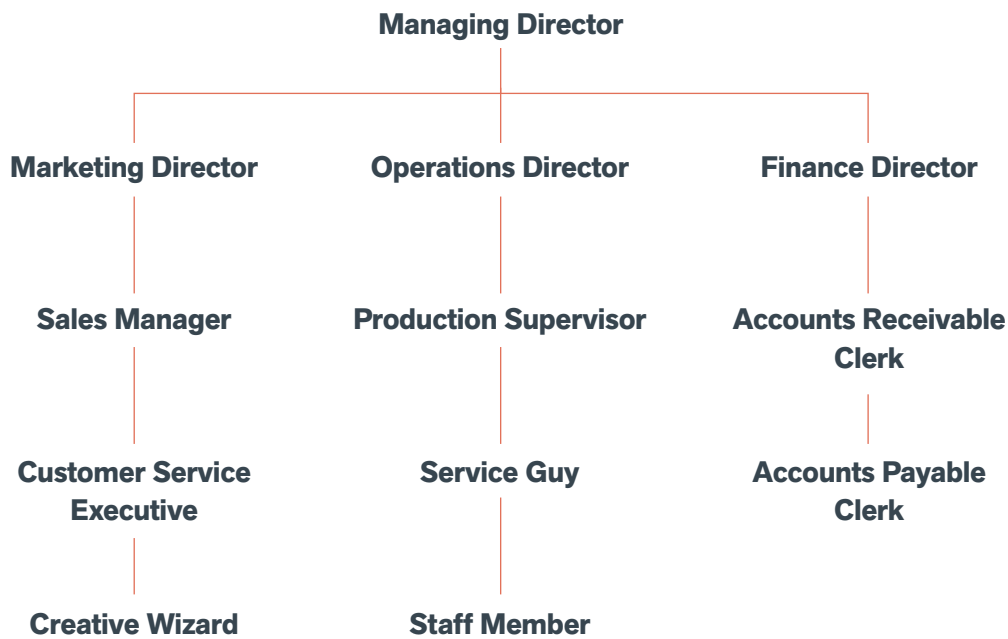 Managing Director
Marketing Director
Operations Director
Finance Director
Sales Manager
Production Supervisor
Accounts Receivable
Clerk
Customer Service
Executive
Service Guy
Accounts Payable
Clerk
Creative Wizard
Staff Member